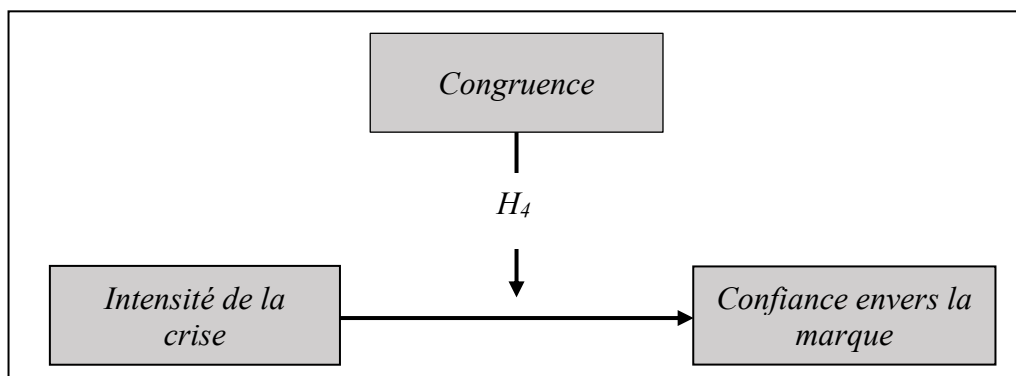 Congruence
H4
Intensité de la
crise
Confiance envers la
marque